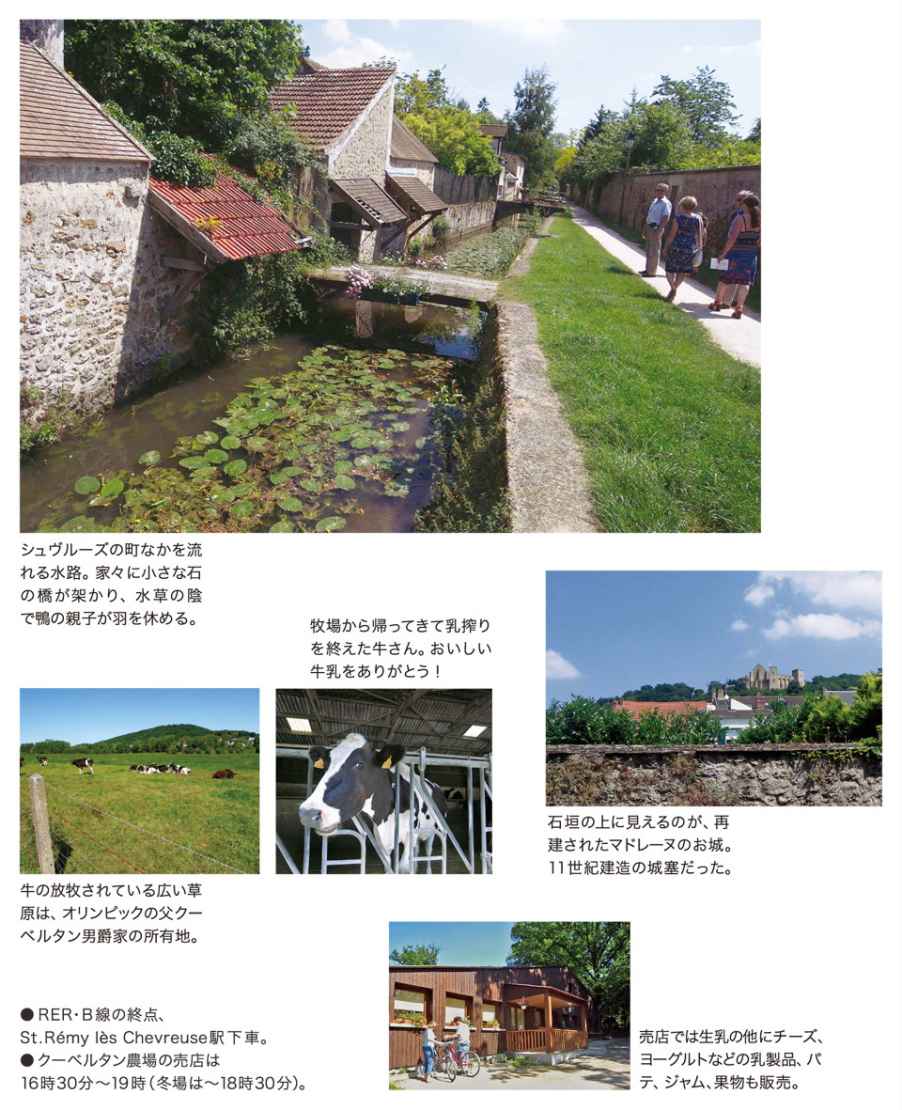 シュヴルーズの町なかを流
れる水路。家々に小さな石
の橋が架かり、水草の陰
で鴨の親子が羽を休める。
牧場から帰ってきて乳搾り
を終えた牛さん。おいしい
牛乳をありがとう！
石垣の上に見えるのが、再
建されたマドレーヌのお城。
11世紀建造の城塞だった。
牛の放牧されている広い草
原は、オリンピックの父クー
ベルタン男爵家の所有地。
● RER・B線の終点、
St.Rémy lès Chevreuse駅下車。
●クーベルタン農場の売店は
16時30分〜19時（冬場は〜18時30分）。
売店では生乳の他にチーズ、
ヨーグルトなどの乳製品、パ
テ、ジャム、果物も販売。